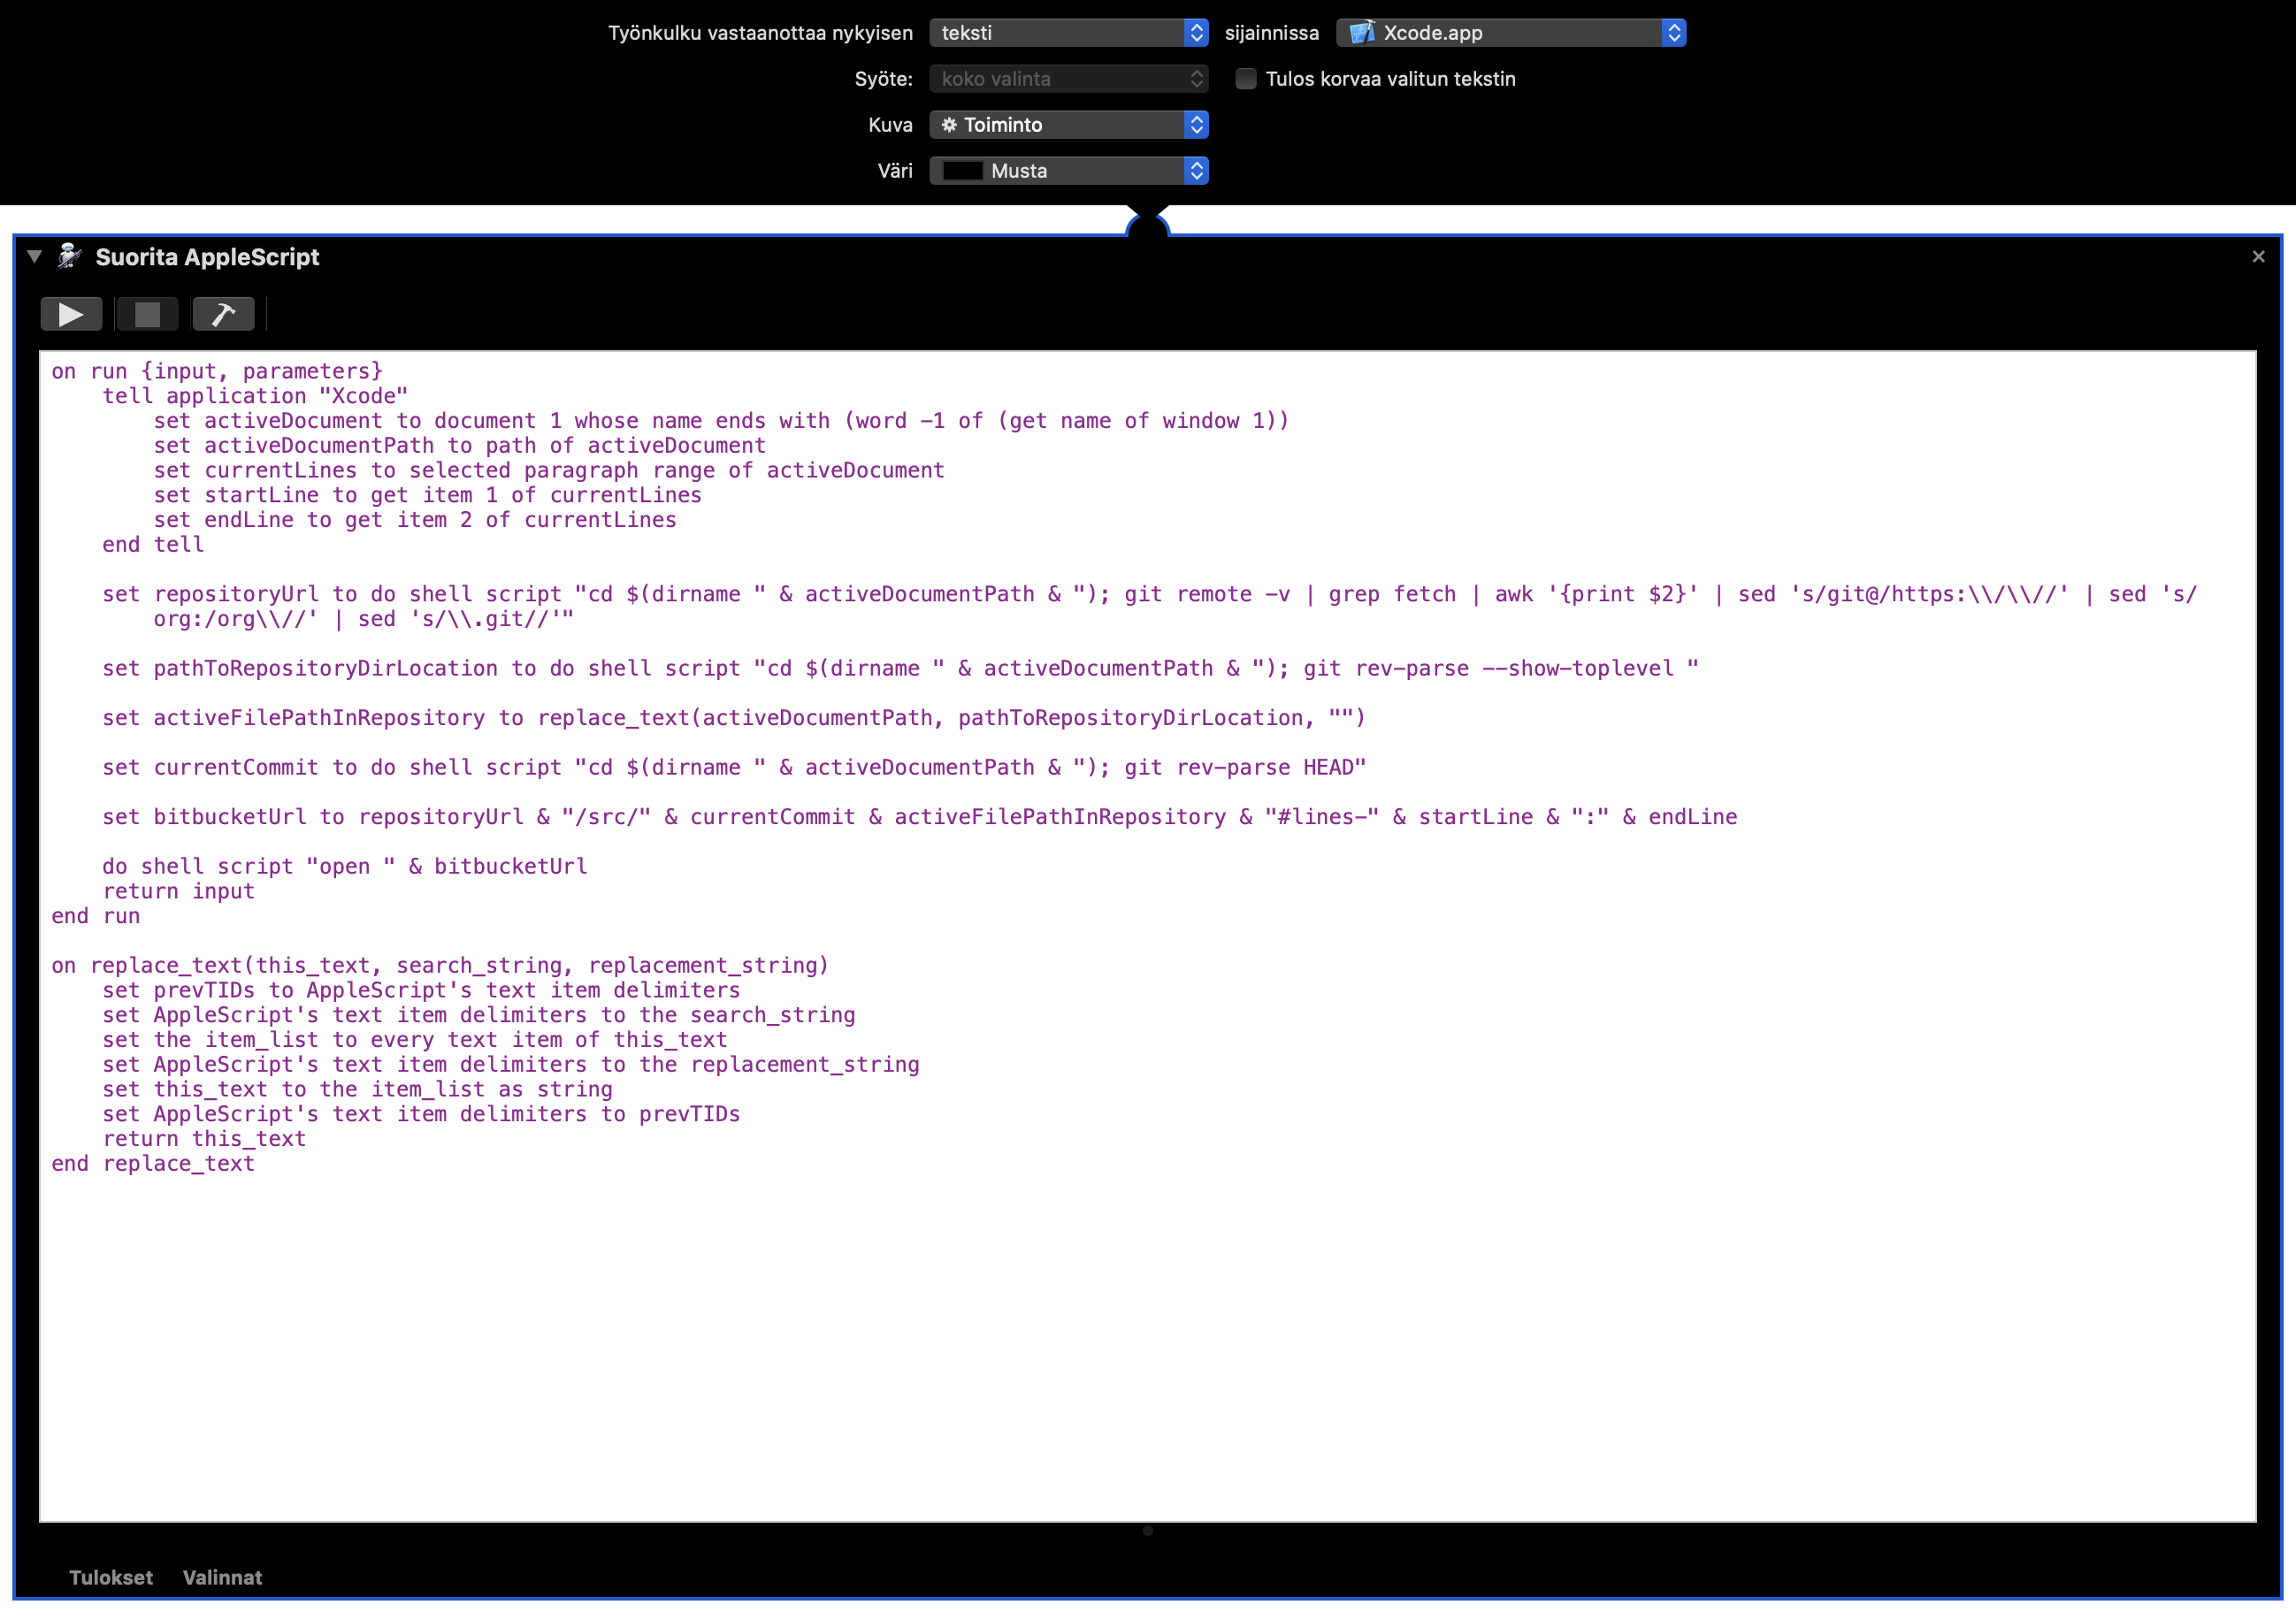 Työnkulku vastaanottaa nykyisen teksti sijainnissa Xcode.app
Syöte: koko valinta Tulos korvaa valitun tekstin
Kuva Toiminto
Väri Musta
Suorita AppleScript
on run {input, parameters}
tell application "Xcode"
set activeDocument to document 1 whose name ends with (word -1 of (get name of window 1))
set activeDocumentPath to path of activeDocument
set currentLines to selected paragraph range of activeDocument
set startLine to get item 1 of currentLines
set endLine to get item 2 of currentLines
end tell
set repositoryUrl to do shell script "cd $(dirname " & activeDocumentPath & "); git remote -v | grep fetch | awk '{print $2}' | sed 's/git@/https:\\/\\//' | sed 's/
org:/org\\//' | sed 's/\\.git//'"
set pathToRepositoryDirLocation to do shell script "cd $(dirname " & activeDocumentPath & "); git rev-parse --show-toplevel "
set activeFilePathInRepository to replace_text(activeDocumentPath, pathToRepositoryDirLocation, "")
set currentCommit to do shell script "cd $(dirname " & activeDocumentPath & "); git rev-parse HEAD"
set bitbucketUrl to repositoryUrl & "/src/" & currentCommit & activeFilePathInRepository & "#lines-" & startLine & ":" & endLine
do shell script "open " & bitbucketUrl
return input
end run
on replace_text(this_text, search_string, replacement_string)
set prevTIDs to AppleScript's text item delimiters
set AppleScript's text item delimiters to the search_string
set the item_list to every text item of this_text
set AppleScript's text item delimiters to the replacement_string
set this_text to the item_list as string
set AppleScript's text item delimiters to prevTIDs
return this_text
end replace_text
Tulokset Valinnat